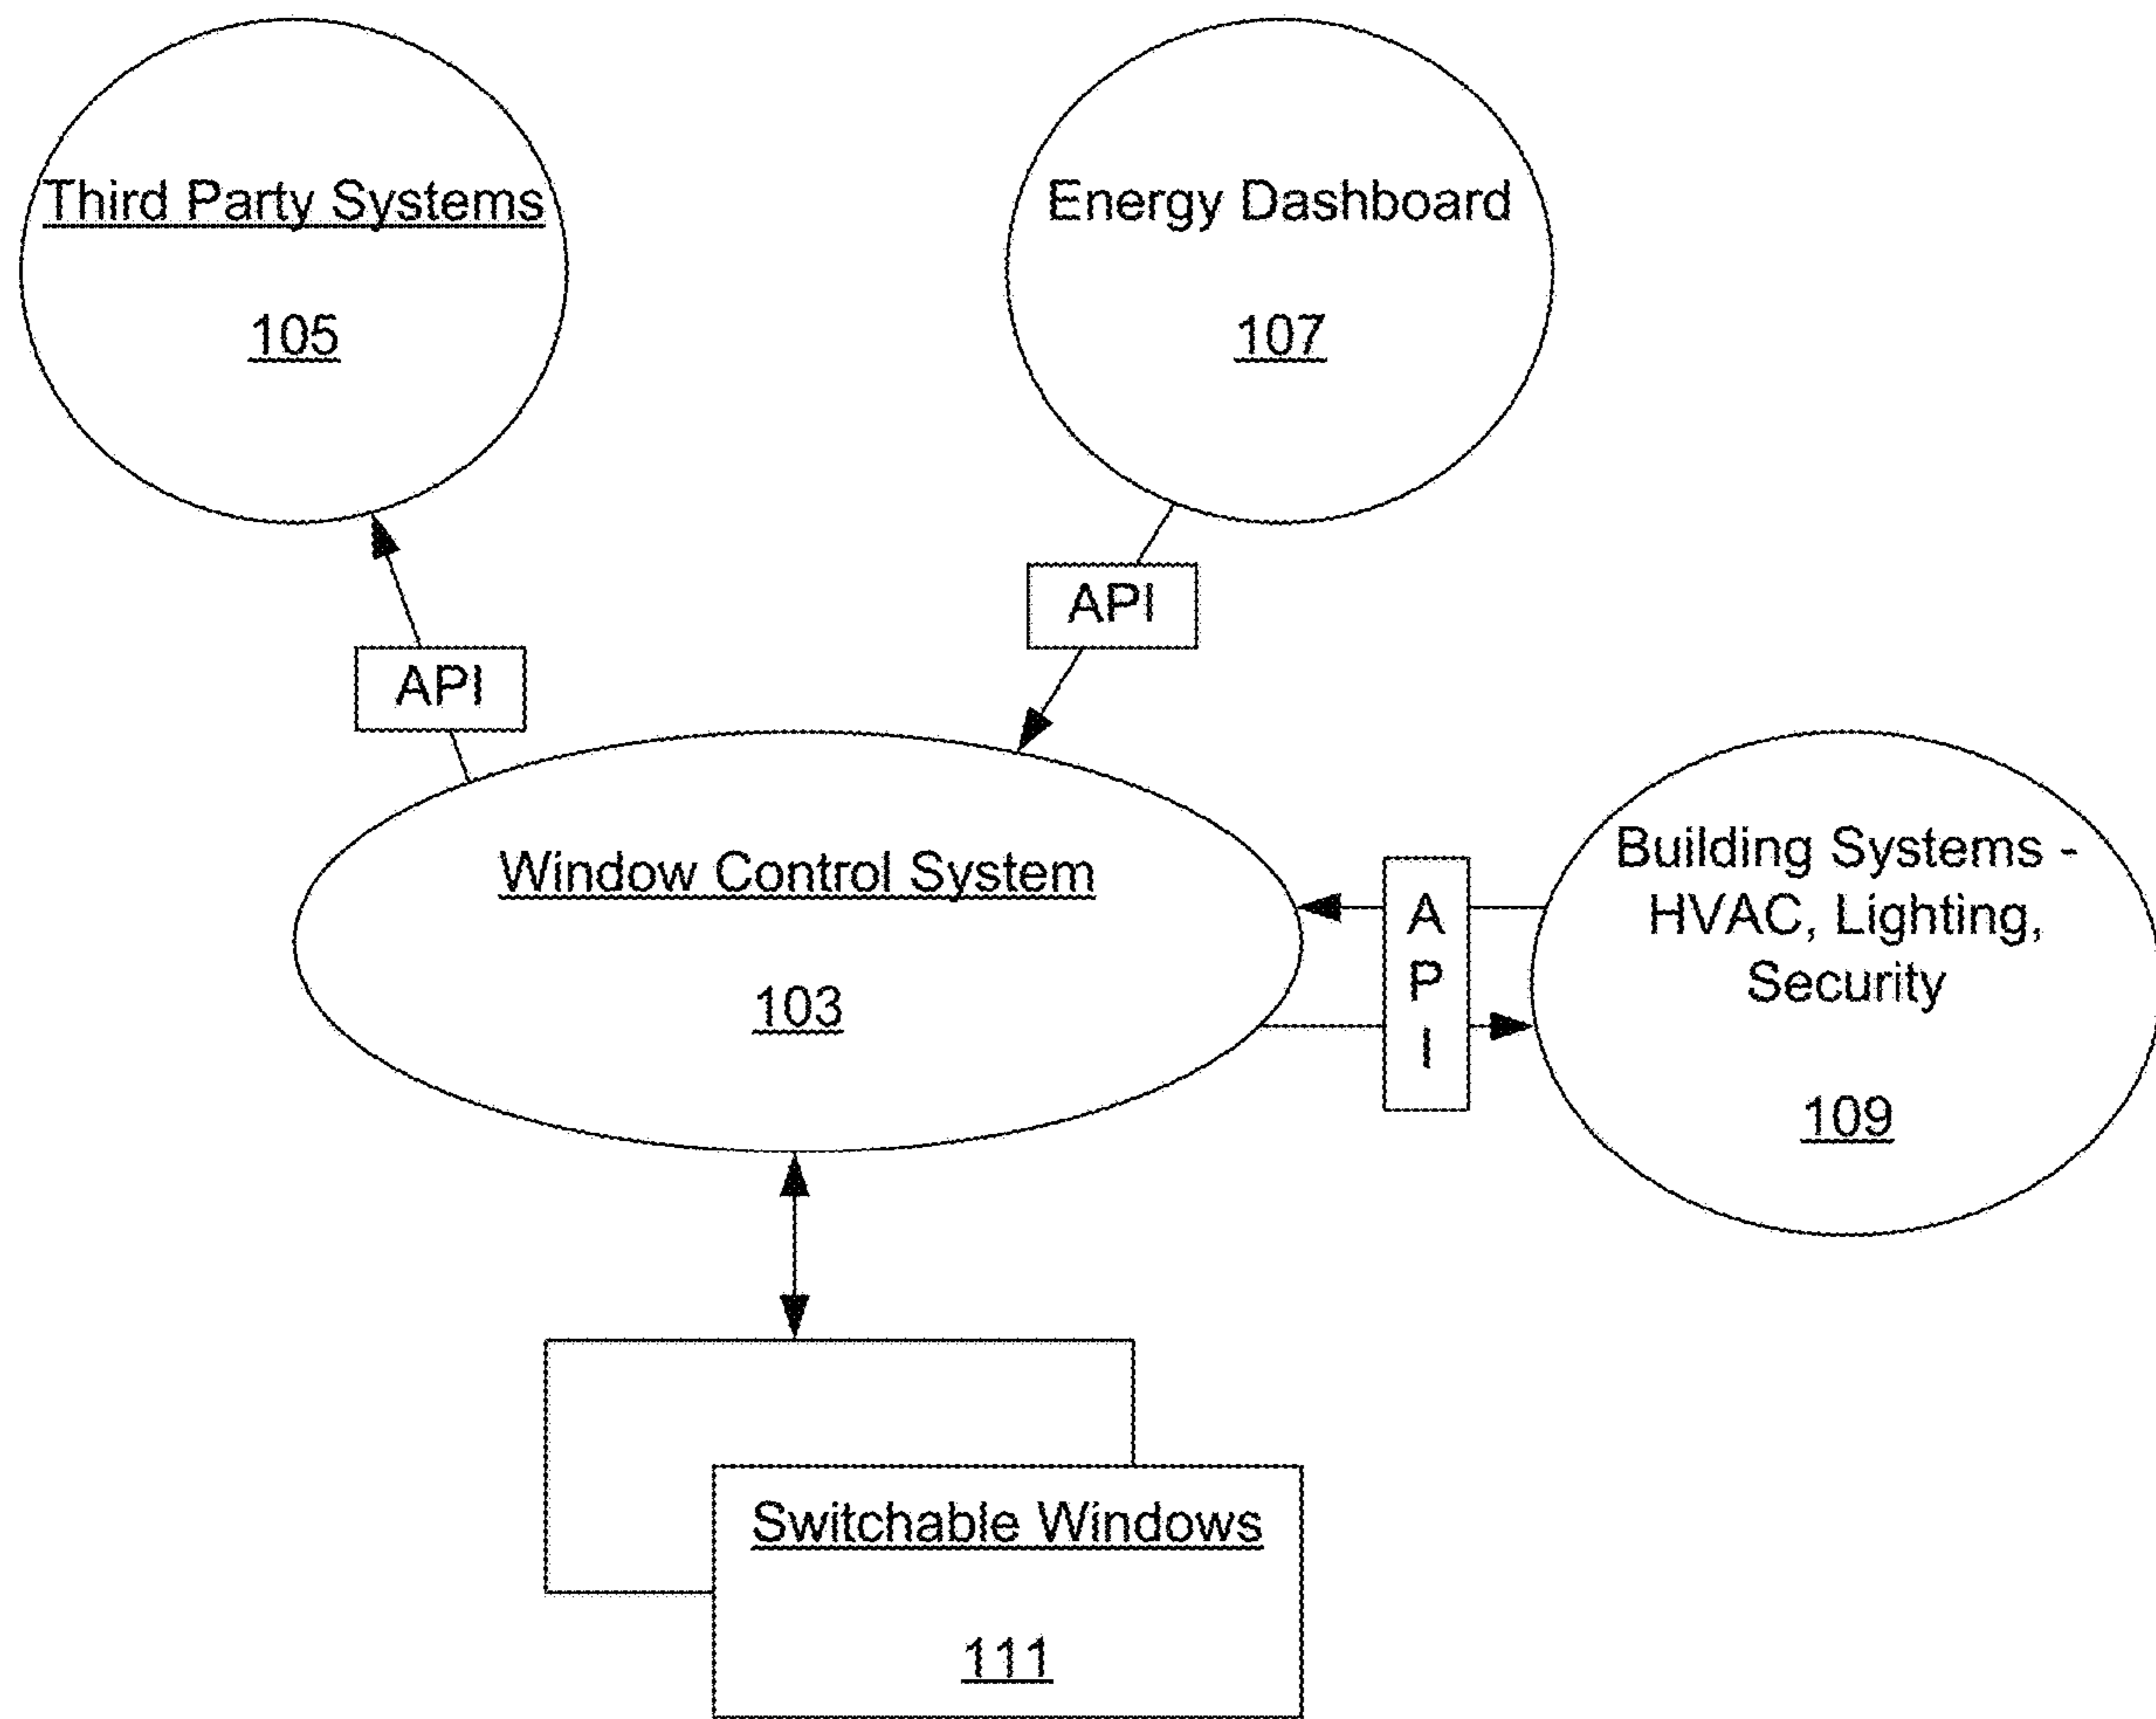 Third Party Systems
105
Energy Dashboard
107
API
API
Window Control System
103
A
P
I
Building Systems -
HVAC, Lighting,
Security
109
Switchable Windows
111